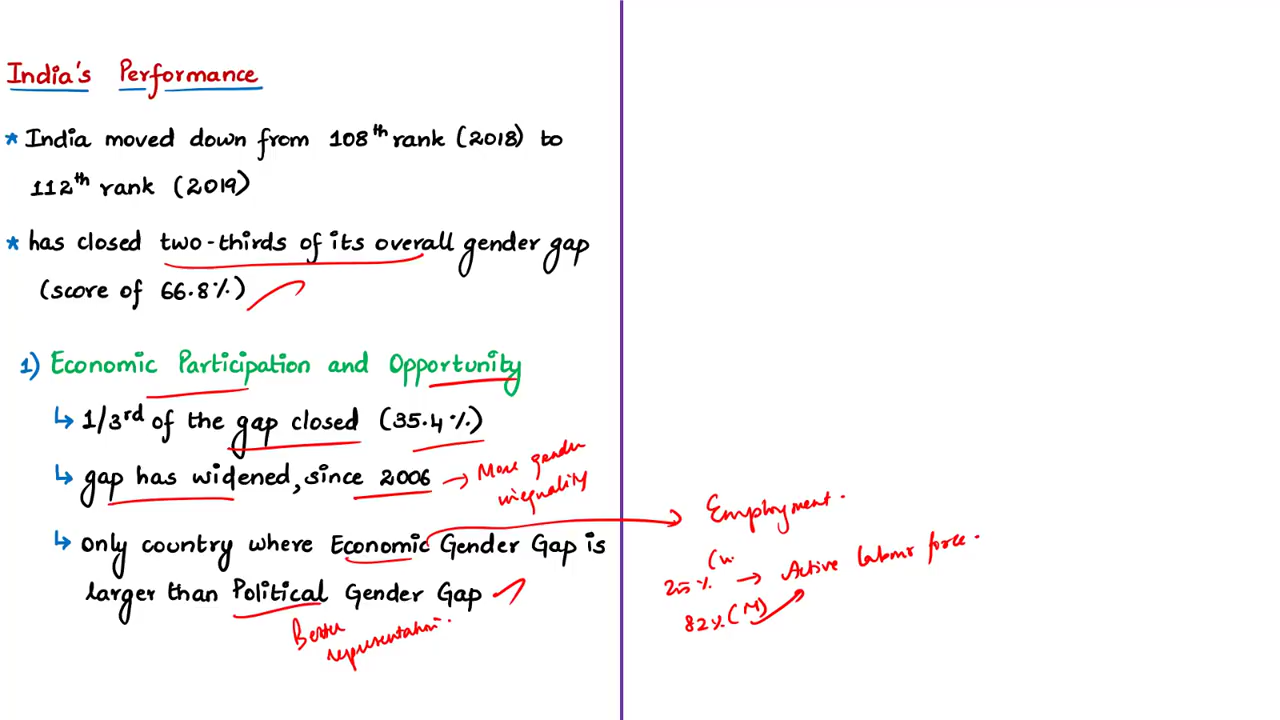 India's Performance
* India moved down from 108th rank (2018) to
112th rank (2019)
* has closed two-thirds of its overall gender gap
(score of 66.8%)
1) Economic Participation and Opportunity
↳ 1/3rd of the gap closed (35.4%)
↳ gap has widened, since 2006 → More gender
inequality
↳ only country where Economic Gender Gap is
larger than Political Gender Gap
Better
representation.
Employment.
(w
25% → Active labour force.
82% (M)